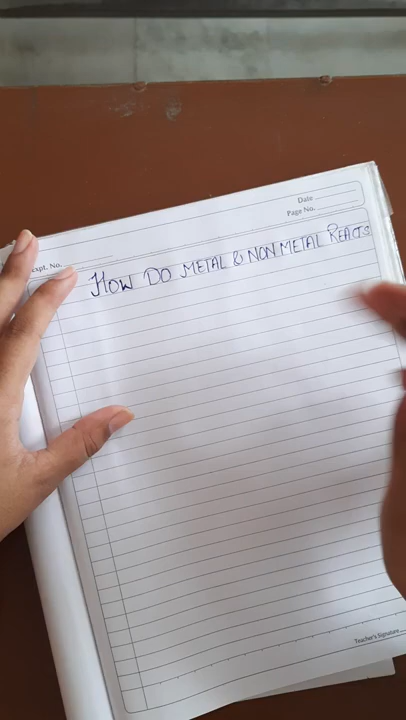 Date
Page No.
Expt. No.
HOW DO METAL & NON METAL REACTS
Teacher's Signature